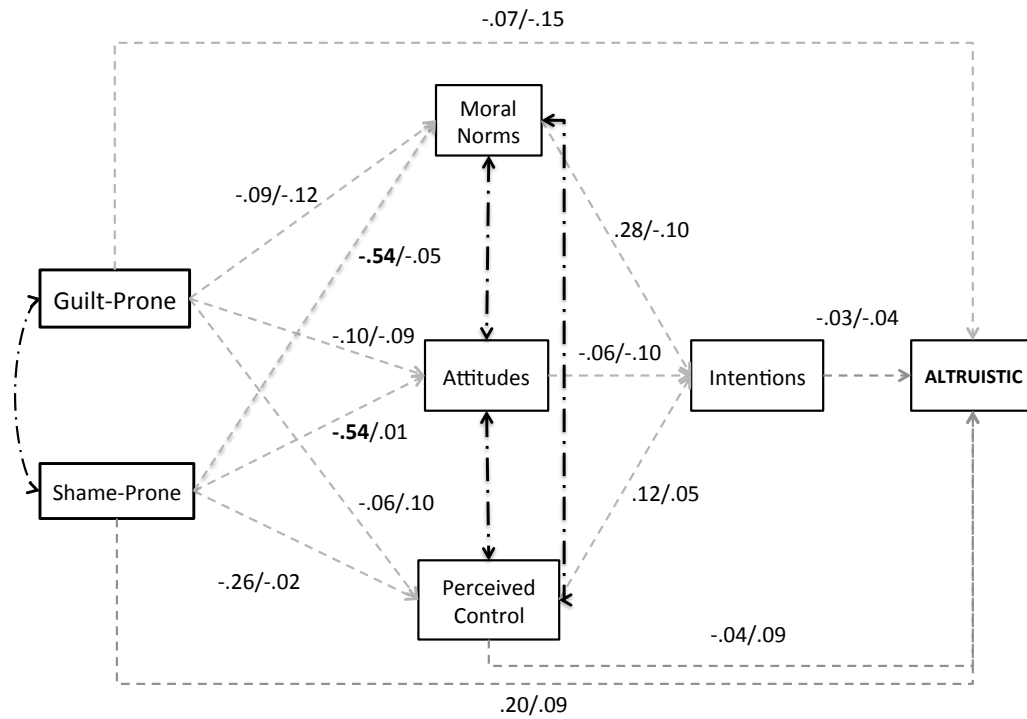 -.07/-.15
Moral
Norms
-.09/-.12
.28/-.10
-.54/-.05
Guilt-Prone
-.03/-.04
-.10/-.09
-.06/-.10
Attitudes
Intentions
ALTRUISTIC
-.54/.01
Shame-Prone
-.06/.10
.12/.05
-.26/-.02
Perceived
Control
-.04/.09
.20/.09